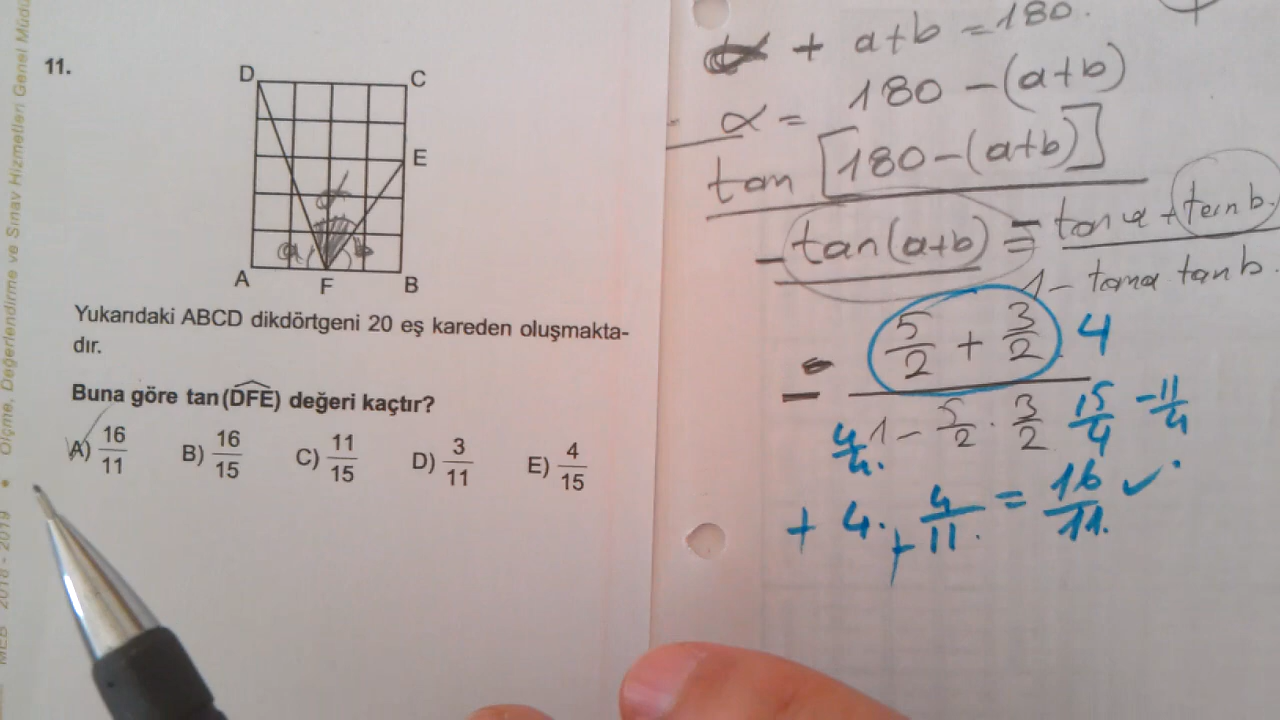 11.
D
C
E
α
a
b
A
F
B
Yukarıdaki ABCD dikdörtgeni 20 eş kareden oluşmakta-
dır.
Buna göre tan(DFE) değeri kaçtır?
A) 16/11 B) 16/15 C) 11/15 D) 3/11 E) 4/15
MEB 2018 - 2019 • Ölçme, Değerlendirme ve Sınav Hizmetleri Genel Müdü
α + a+b = 180.
α = 180 - (a+b)
tan [180-(a+b)]
- tan(a+b) = - tan a + tan b.
1 - tana tan b.
- 5/2 + 3/2 4
4/4. 1 - 5/2 . 3/2 15/4 -11/4
+ 4 . + 4/11. = 16/11. ✓